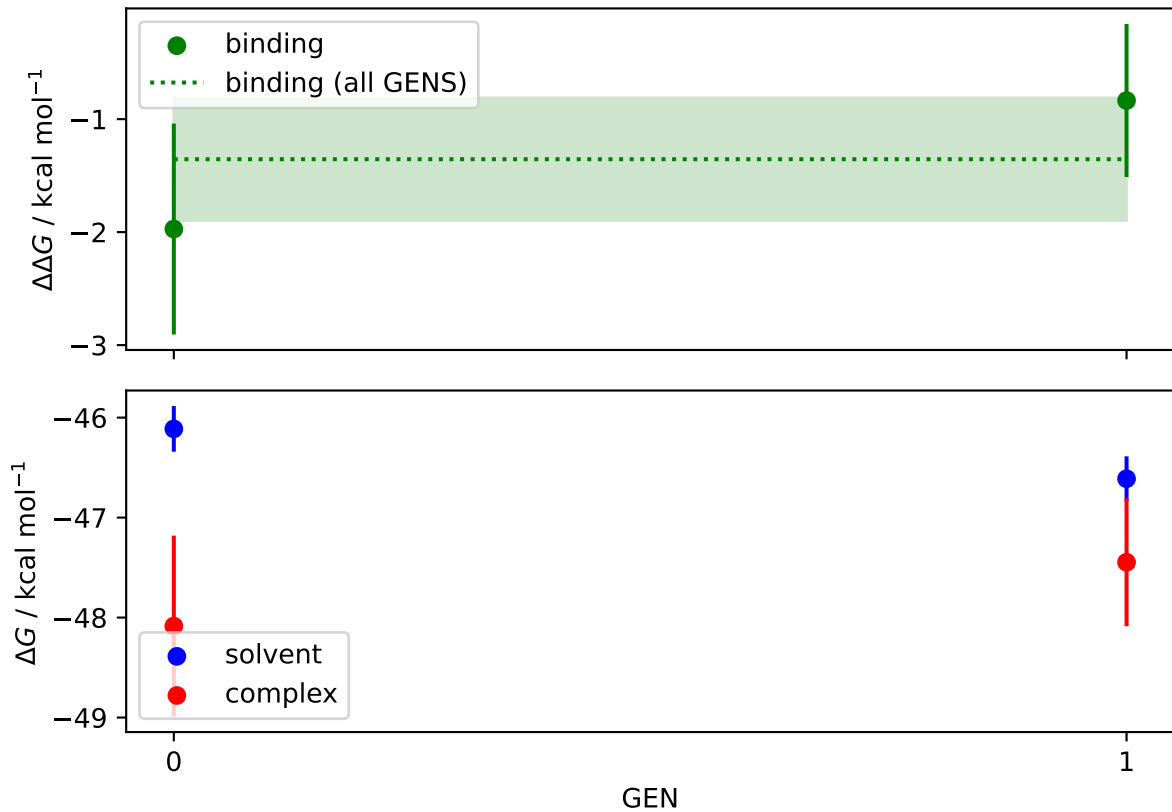 binding
binding (all GENS)
ΔΔG / kcal mol⁻¹
−1
−2
−3
ΔG / kcal mol⁻¹
−46
−47
−48
−49
solvent
complex
0
1
GEN